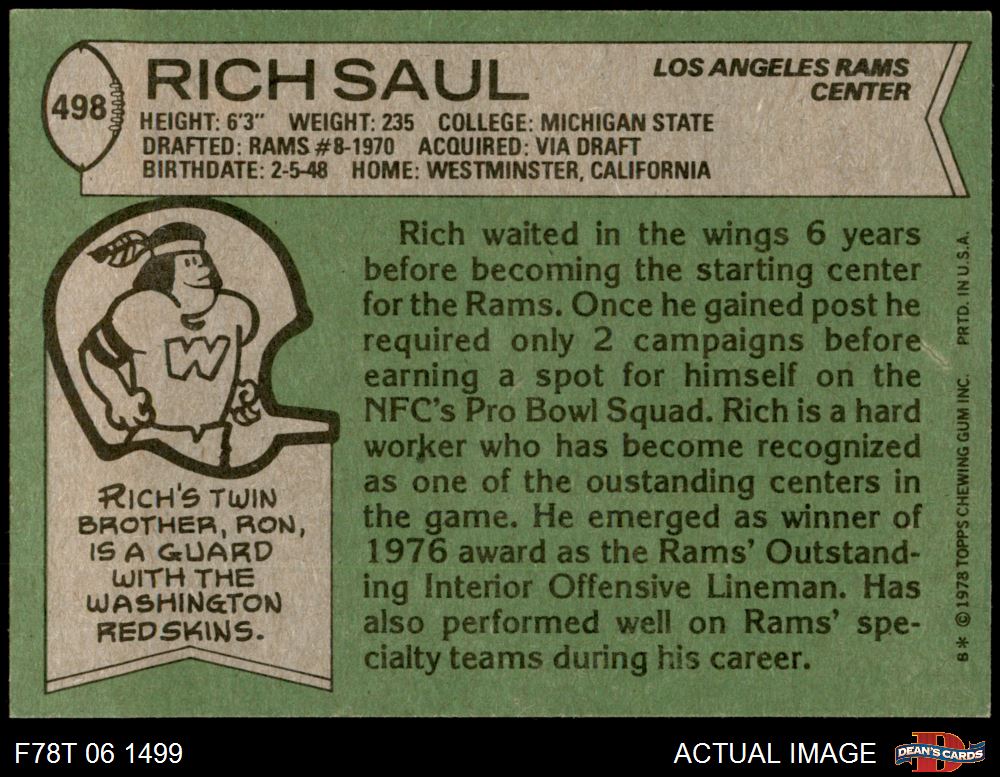 498
RICH SAUL
LOS ANGELES RAMS
CENTER
HEIGHT: 6'3" WEIGHT: 235 COLLEGE: MICHIGAN STATE
DRAFTED: RAMS #8-1970 ACQUIRED: VIA DRAFT
BIRTHDATE: 2-5-48 HOME: WESTMINSTER, CALIFORNIA
W
RICH'S TWIN
BROTHER, RON,
IS A GUARD
WITH THE
WASHINGTON
REDSKINS.
Rich waited in the wings 6 years
before becoming the starting center
for the Rams. Once he gained post he
required only 2 campaigns before
earning a spot for himself on the
NFC's Pro Bowl Squad. Rich is a hard
worker who has become recognized
as one of the oustanding centers in
the game. He emerged as winner of
1976 award as the Rams' Outstand-
ing Interior Offensive Lineman. Has
also performed well on Rams' spe-
cialty teams during his career.
B* ©1978 TOPPS CHEWING GUM INC. PRTD. IN U.S.A.
F78T 06 1499
ACTUAL IMAGE
D
DEAN'S CARDS